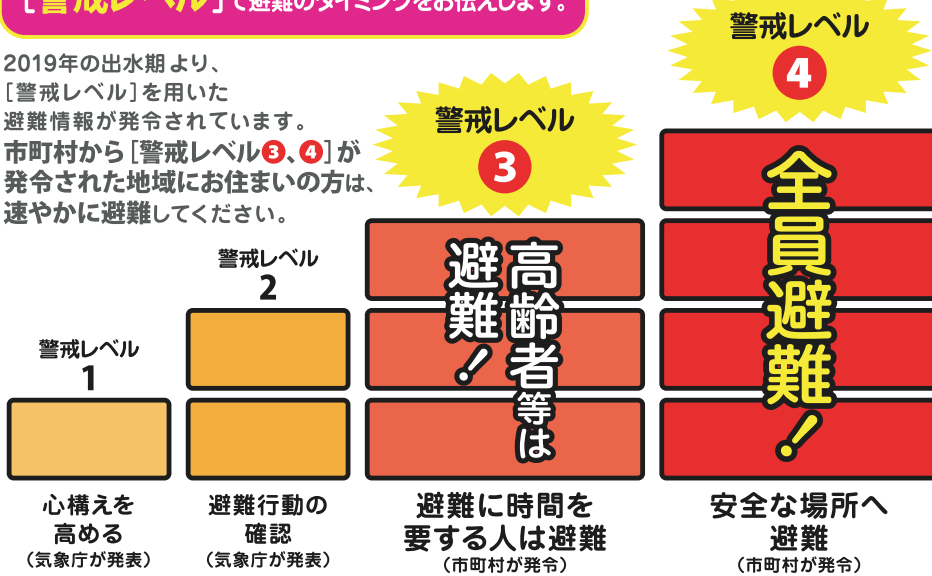 [警戒レベル]で避難のタイミングをお伝えします。
2019年の出水期より、
[警戒レベル]を用いた
避難情報が発令されています。
市町村から[警戒レベル3、4]が
発令された地域にお住まいの方は、
速やかに避難してください。
警戒レベル
1
心構えを
高める
(気象庁が発表)
警戒レベル
2
避難行動の
確認
(気象庁が発表)
警戒レベル
3
高齢者等は
避難!
避難に時間を
要する人は避難
(市町村が発令)
警戒レベル
4
全員避難!
安全な場所へ
避難
(市町村が発令)